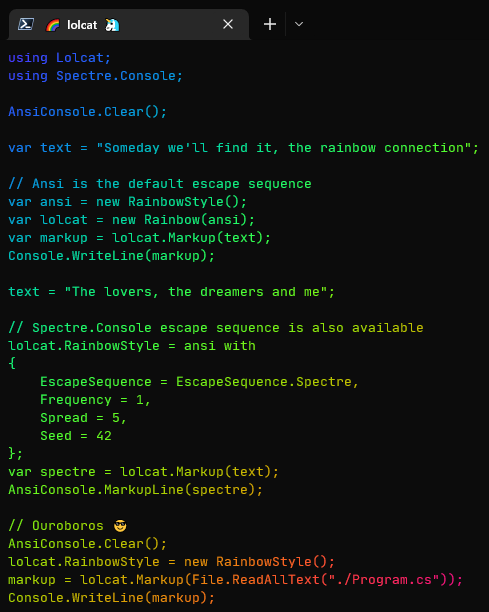 🌈 lolcat 🦄
using Lolcat;
using Spectre.Console;

AnsiConsole.Clear();

var text = "Someday we'll find it, the rainbow connection";

// Ansi is the default escape sequence
var ansi = new RainbowStyle();
var lolcat = new Rainbow(ansi);
var markup = lolcat.Markup(text);
Console.WriteLine(markup);

text = "The lovers, the dreamers and me";

// Spectre.Console escape sequence is also available
lolcat.RainbowStyle = ansi with
{
    EscapeSequence = EscapeSequence.Spectre,
    Frequency = 1,
    Spread = 5,
    Seed = 42
};
var spectre = lolcat.Markup(text);
AnsiConsole.MarkupLine(spectre);

// Ouroboros 😎
AnsiConsole.Clear();
lolcat.RainbowStyle = new RainbowStyle();
markup = lolcat.Markup(File.ReadAllText("./Program.cs"));
Console.WriteLine(markup);